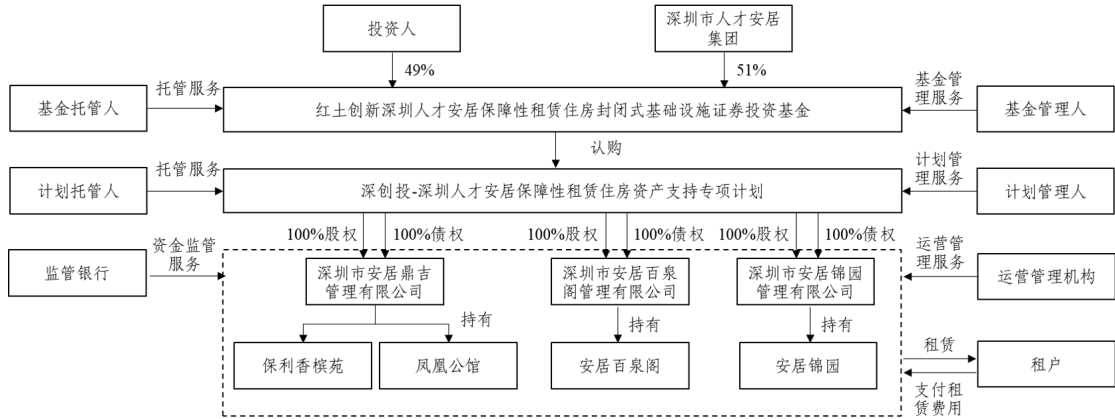 投资人
深圳市人才安居
集团
49%
51%
基金托管人
托管服务
红土创新深圳人才安居保障性租赁住房封闭式基础设施证券投资基金
基金管
理服务
基金管理人
认购
计划托管人
托管服务
深创投-深圳人才安居保障性租赁住房资产支持专项计划
计划管
理服务
计划管理人
100%股权
100%债权
100%股权
100%债权
100%股权
100%债权
监管银行
资金监管
服务
深圳市安居鼎吉
管理有限公司
深圳市安居百泉
阁管理有限公司
深圳市安居锦园
管理有限公司
运营管
理服务
运营管理机构
持有
持有
持有
保利香槟苑
凤凰公馆
安居百泉阁
安居锦园
租赁
支付租
赁费用
租户